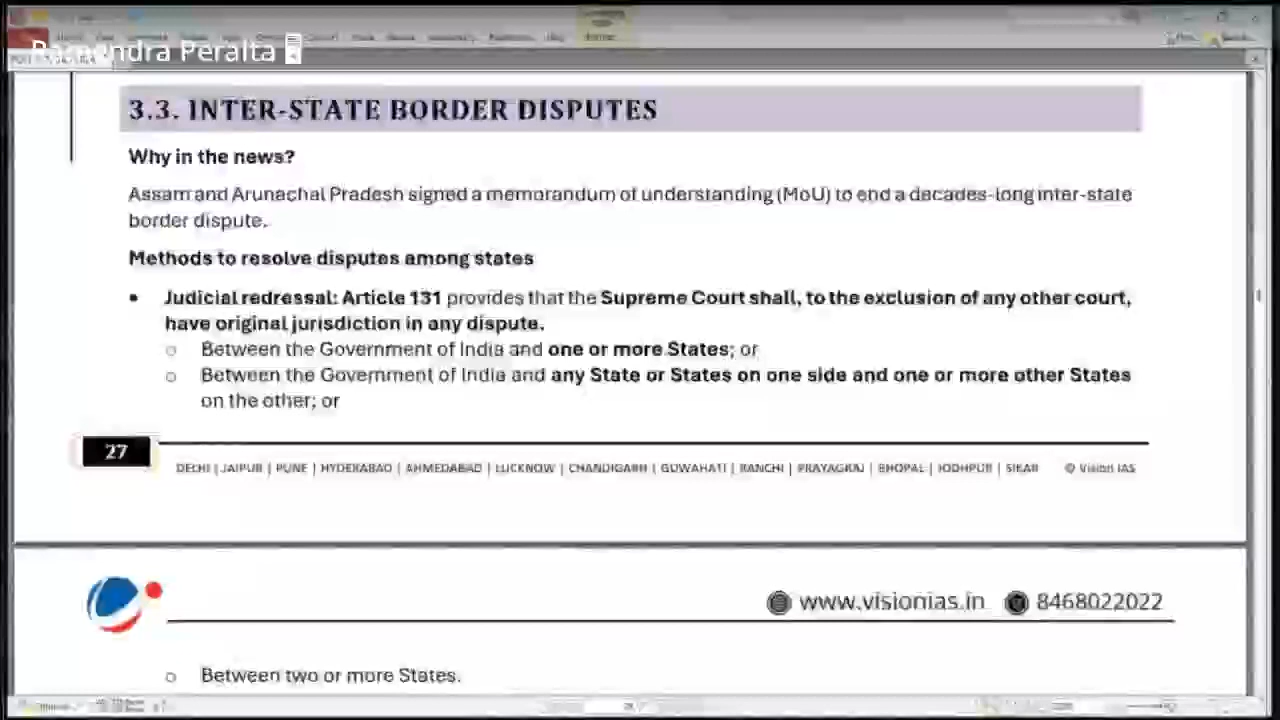 Peralta
3.3. INTER-STATE BORDER DISPUTES
Why in the news?
Assam and Arunachal Pradesh signed a memorandum of understanding (MoU) to end a decades-long inter-state
border dispute.
Methods to resolve disputes among states
• Judicial redressal: Article 131 provides that the Supreme Court shall, to the exclusion of any other court,
have original jurisdiction in any dispute.
○ Between the Government of India and one or more States; or
○ Between the Government of India and any State or States on one side and one or more other States
on the other; or
27
DELHI | JAIPUR | PUNE | HYDERABAD | AHMEDABAD | LUCKNOW | CHANDIGARH | GUWAHATI | RANCHI | PRAYAGRAJ | BHOPAL | JODHPUR | SIKAR © Vision IAS
www.visionias.in 8468022022
○ Between two or more States.